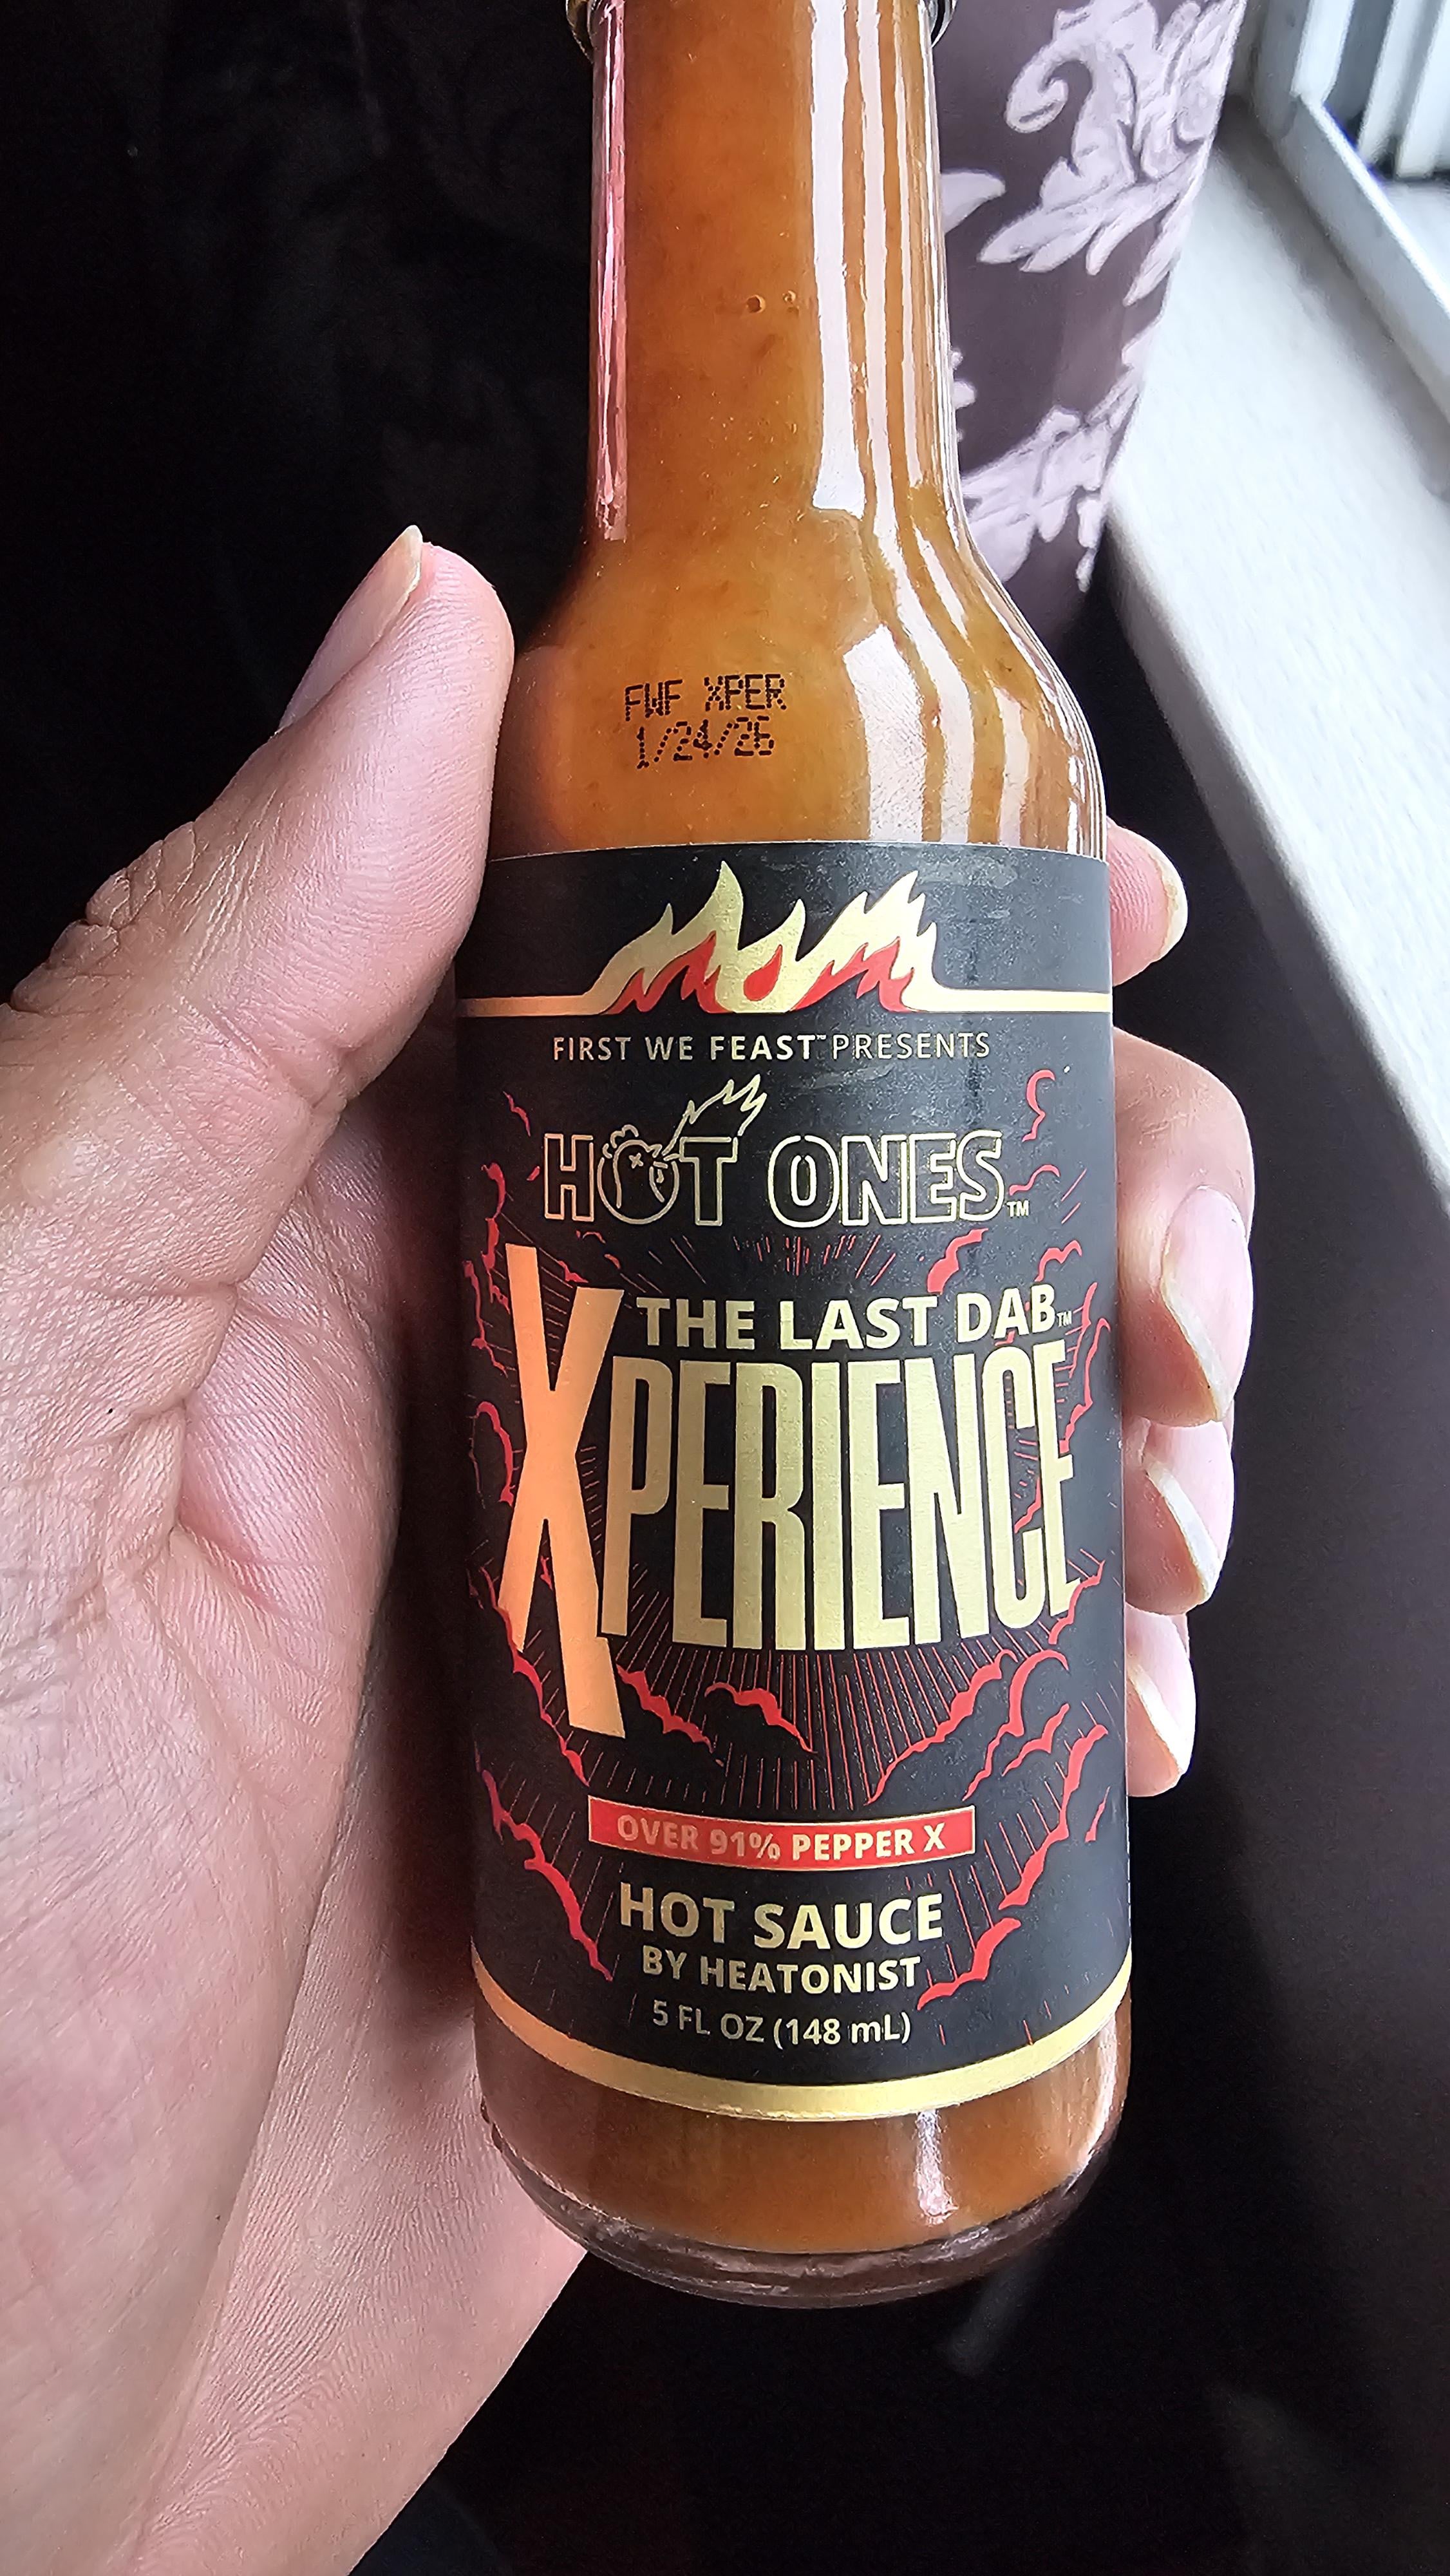 FWF XPER
1/24/26
FIRST WE FEAST™ PRESENTS
HOT ONES™
THE LAST DAB™
XPERIENCE
OVER 91% PEPPER X
HOT SAUCE
BY HEATONIST
5 FL OZ (148 mL)